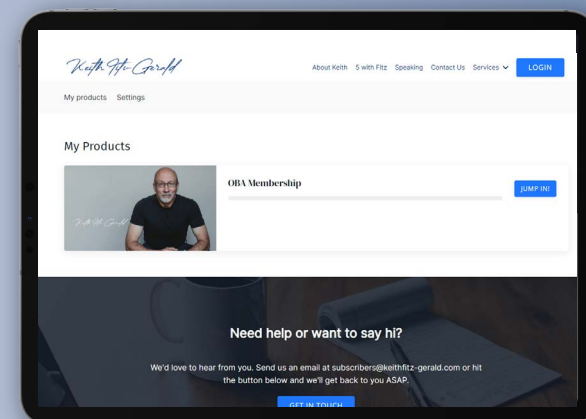 Keith Fitz-Gerald
About Keith 5 with Fitz Speaking Contact Us Services LOGIN
My products Settings
My Products
OBA Membership
JUMP IN!
Keith Fitz-Gerald
Need help or want to say hi?
We'd love to hear from you. Send us an email at subscribers@keithfitz-gerald.com or hit
the button below and we'll get back to you ASAP.
GET IN TOUCH